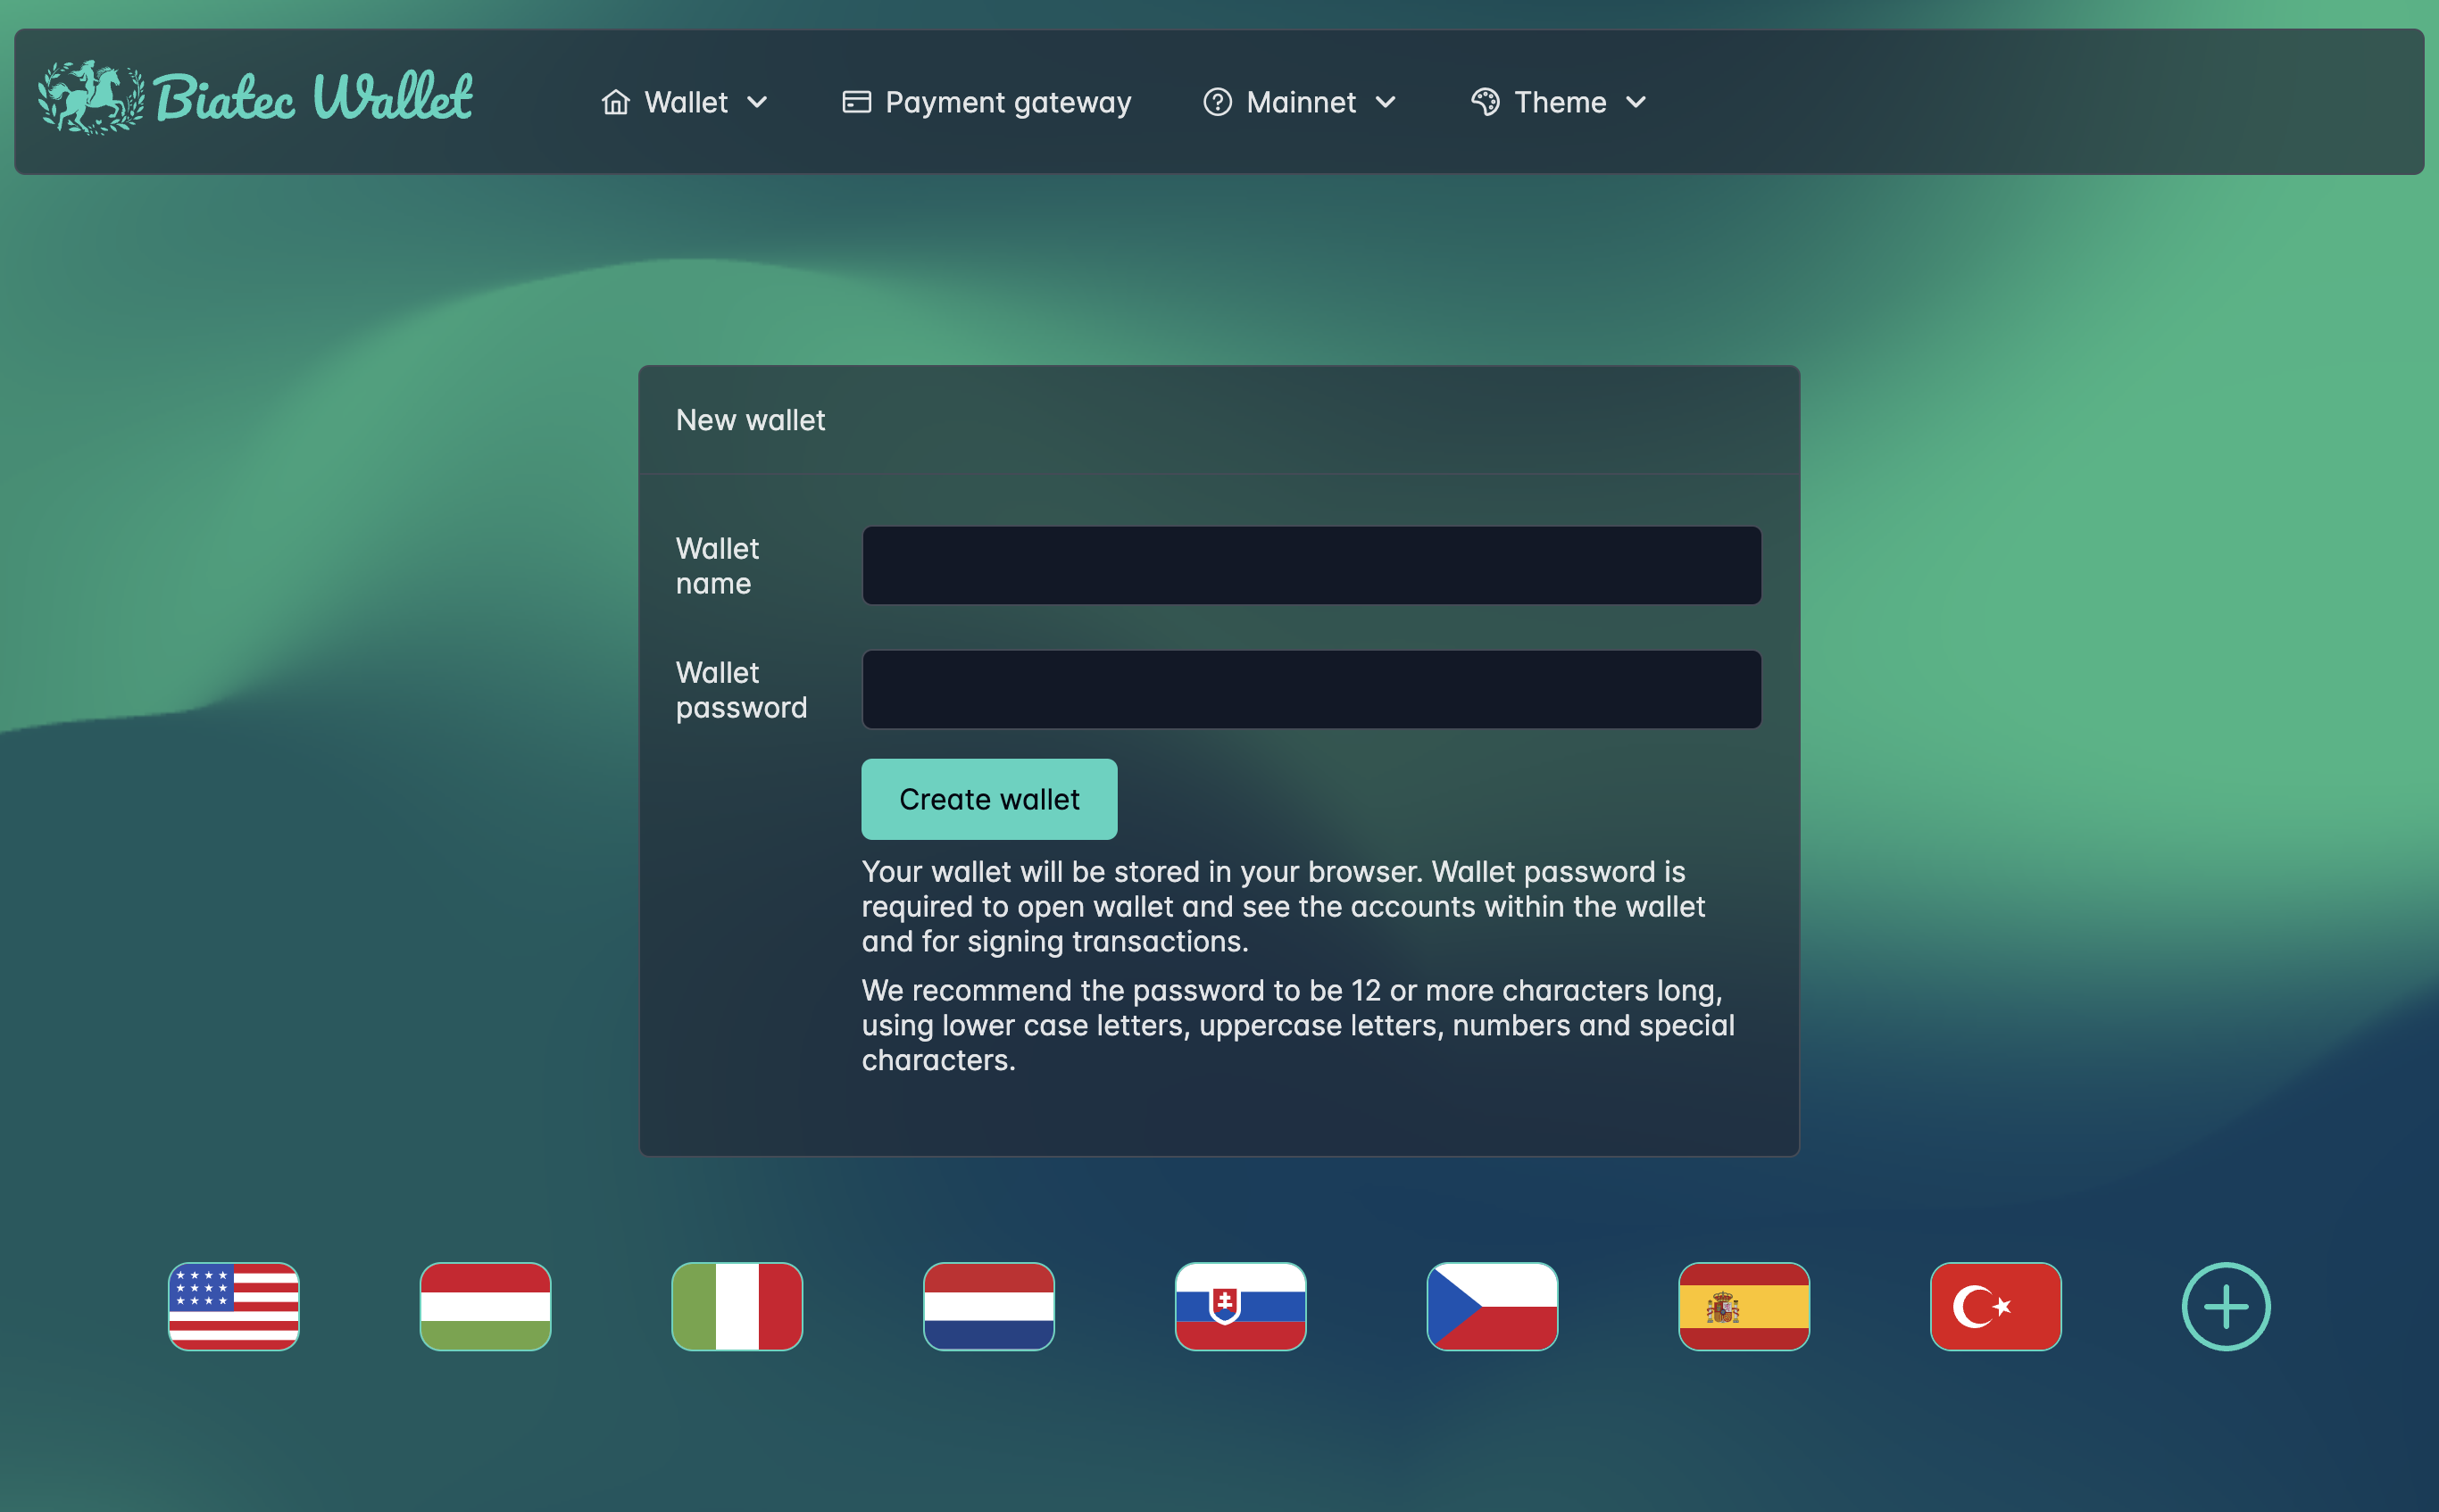 Biatec Wallet
Wallet
Payment gateway
Mainnet
Theme
New wallet
Wallet
name
Wallet
password
Create wallet
Your wallet will be stored in your browser. Wallet password is
required to open wallet and see the accounts within the wallet
and for signing transactions.
We recommend the password to be 12 or more characters long,
using lower case letters, uppercase letters, numbers and special
characters.